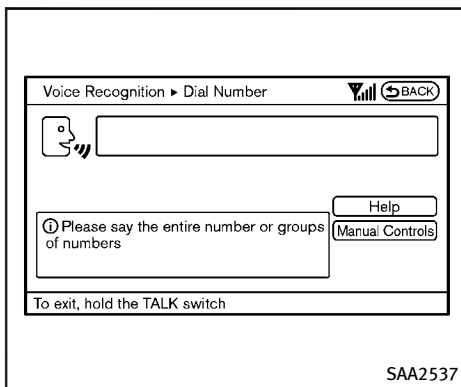 Voice Recognition ▸ Dial Number
BACK
Help
ⓘ Please say the entire number or groups
of numbers
Manual Controls
To exit, hold the TALK switch
SAA2537